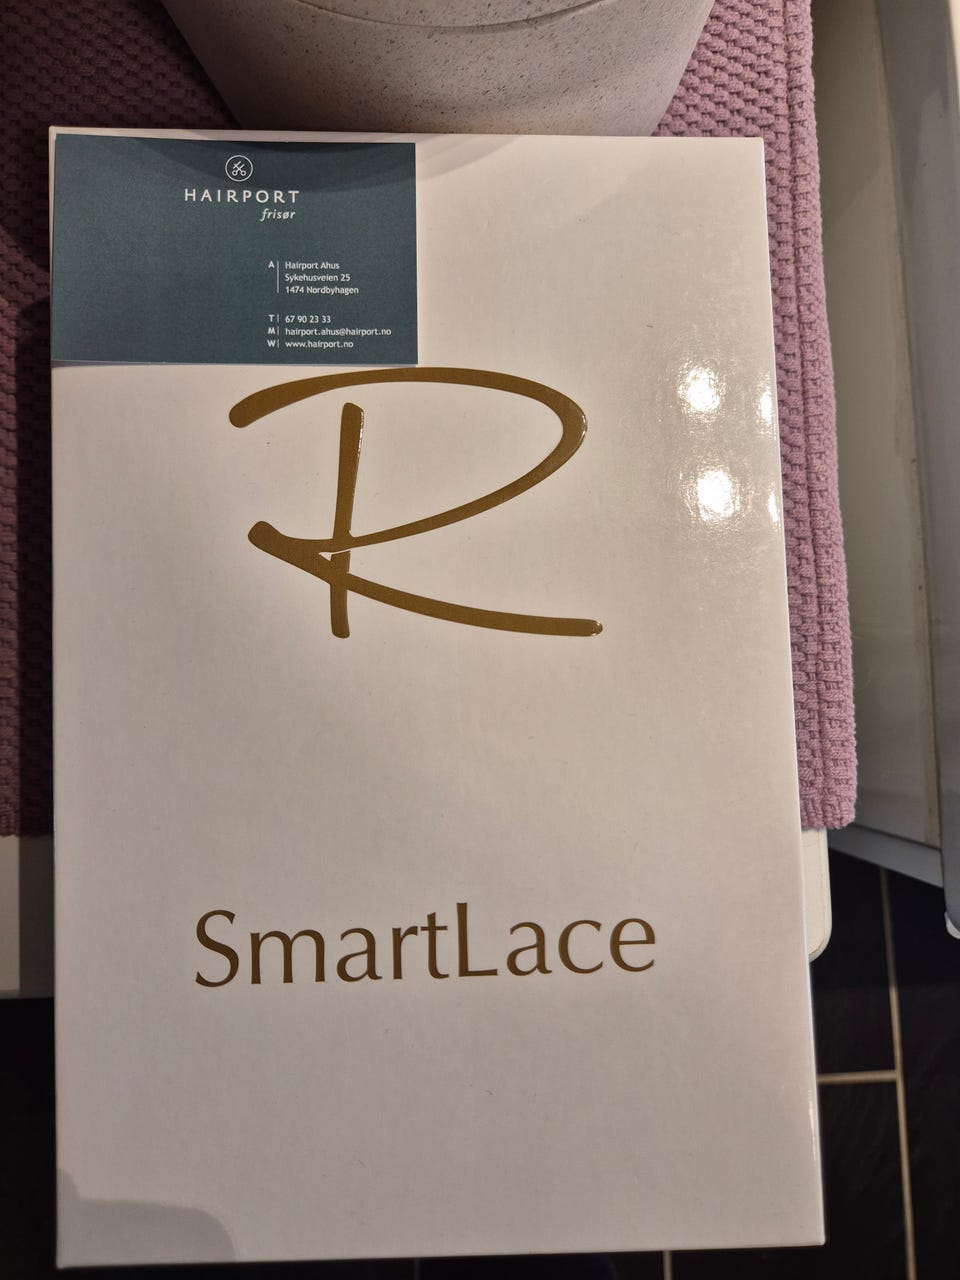 HAIRPORT
frisør
A | Hairport Ahus
Sykehusveien 25
1474 Nordbyhagen
T | 67 90 23 33
M | hairport.ahus@hairport.no
W | www.hairport.no
R
SmartLace